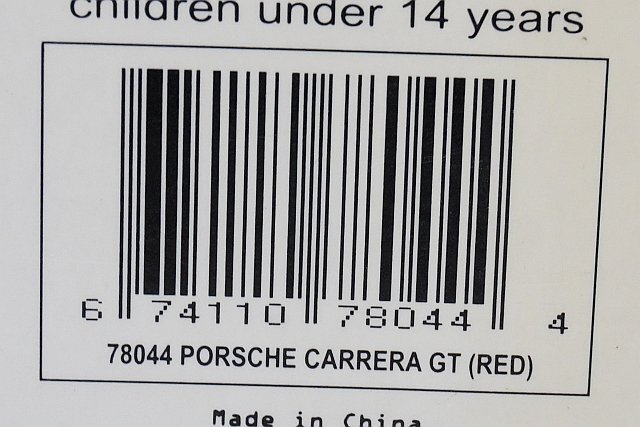 children under 14 years
6 74110 78044 4
78044 PORSCHE CARRERA GT (RED)
Made in China